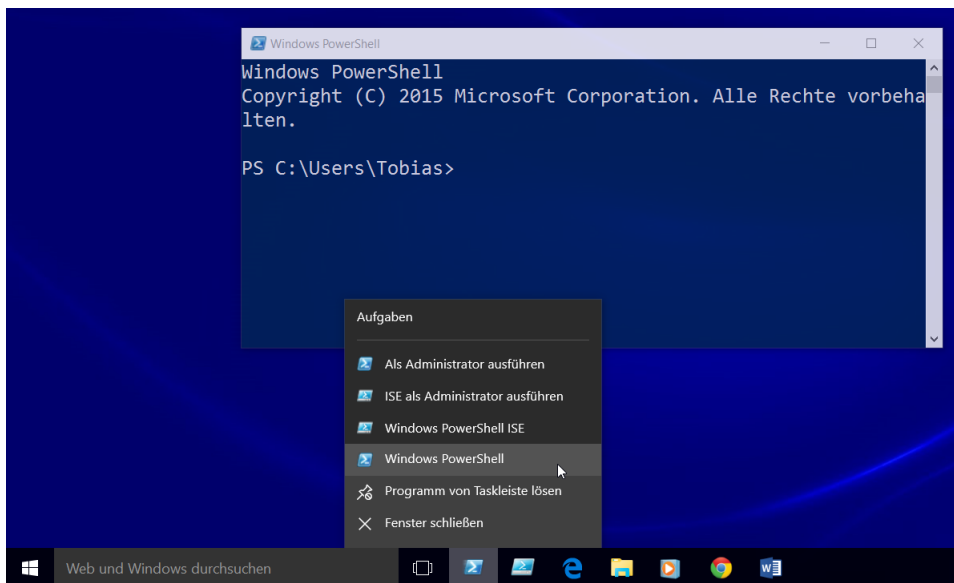 Windows PowerShell
Windows PowerShell
Copyright (C) 2015 Microsoft Corporation. Alle Rechte vorbeha
lten.
PS C:\Users\Tobias>
Aufgaben
Als Administrator ausführen
ISE als Administrator ausführen
Windows PowerShell ISE
Windows PowerShell
Programm von Taskleiste lösen
Fenster schließen
Web und Windows durchsuchen